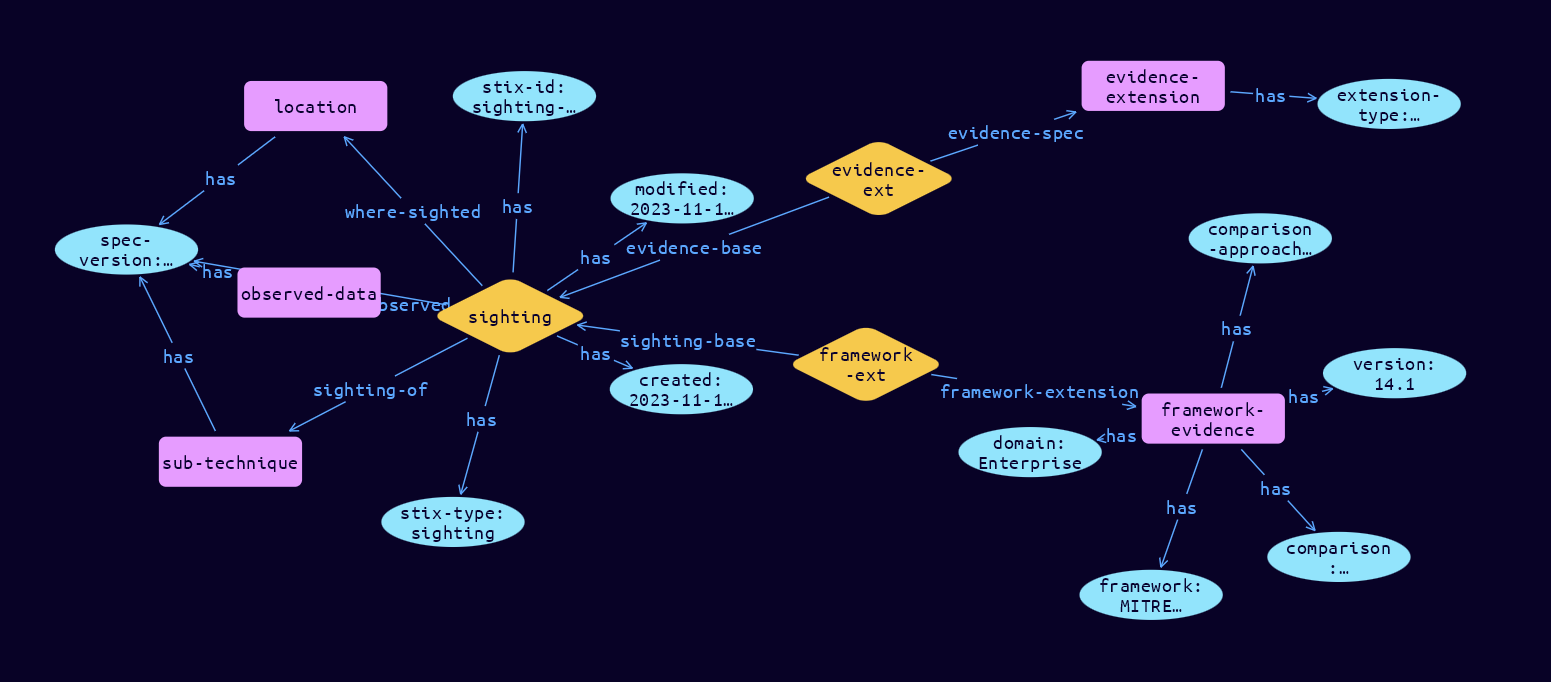 evidence-
extension
has
extension-
type:…
location
stix-id:
sighting-…
evidence-spec
evidence-
ext
has
has
where-sighted
modified:
2023-11-1…
comparison
-approach…
spec-
version:…
has
has
evidence-base
observed-data
sighting
has
sighting-base
framework
-ext
has
has
version:
14.1
has
sighting-of
created:
2023-11-1…
framework-extension
has
framework-
evidence
has
domain:
Enterprise
has
sub-technique
has
has
stix-type:
sighting
comparison
:…
framework:
MITRE…